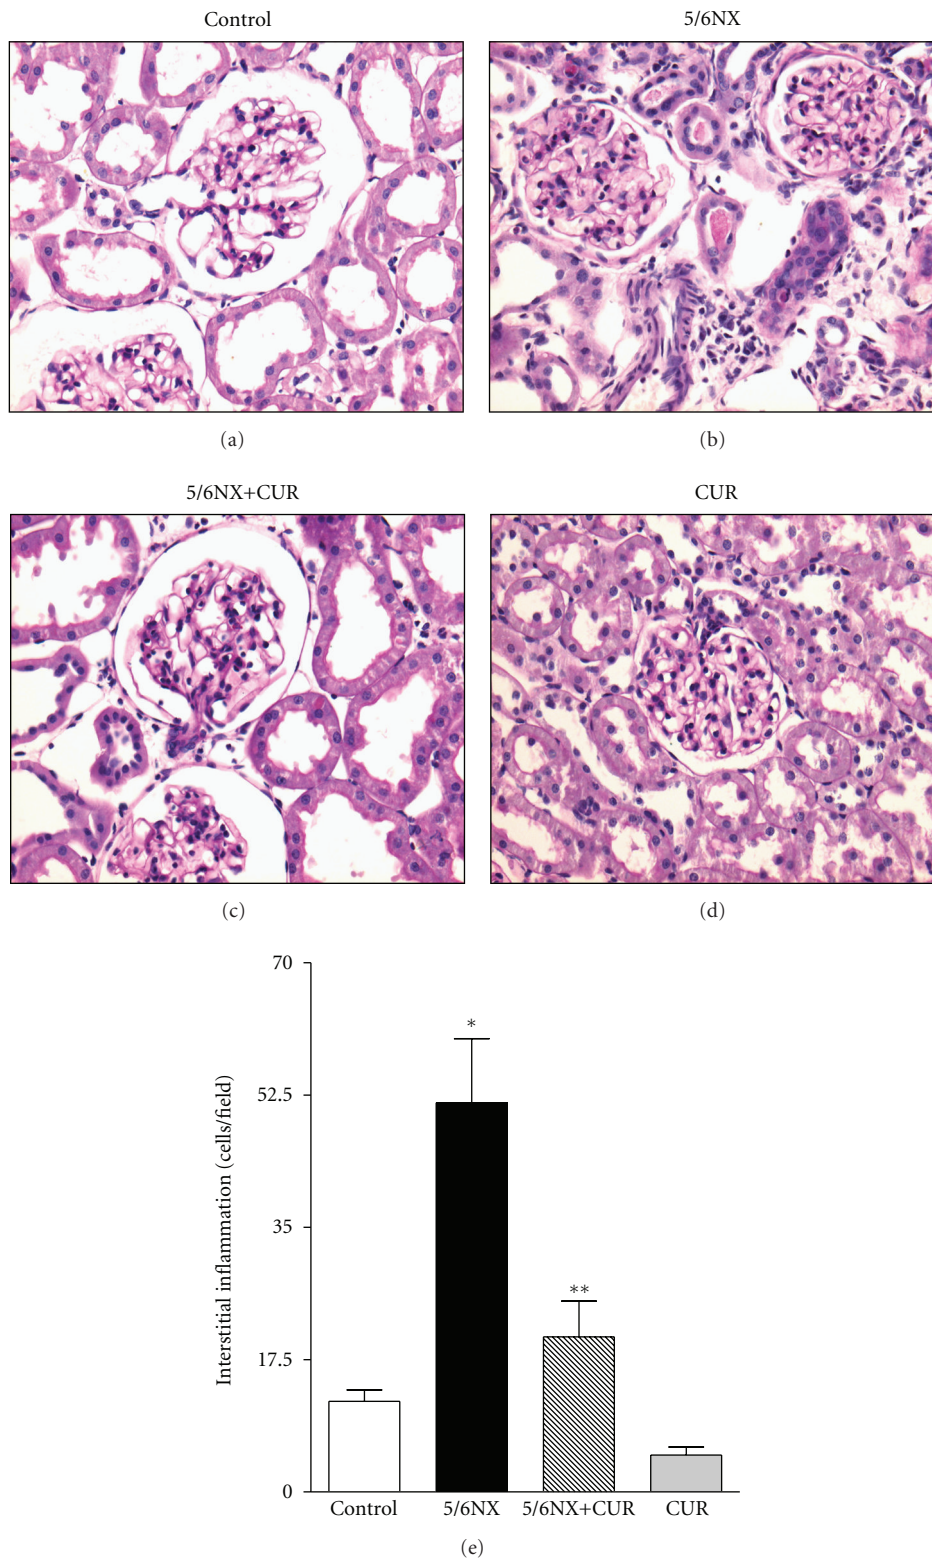 Control
5/6NX
(a)
(b)
5/6NX+CUR
CUR
(c)
(d)
70
52.5
35
17.5
0
Interstitial inflammation (cells/field)
*
**
Control
5/6NX
5/6NX+CUR
CUR
(e)